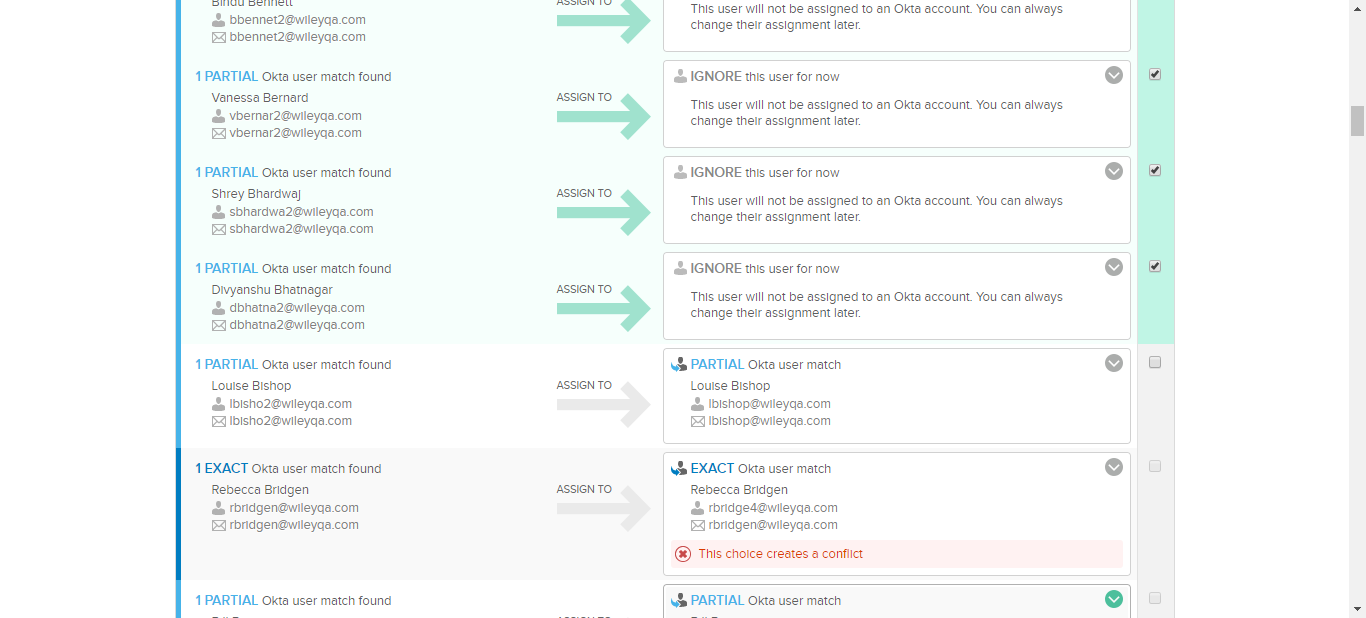 Bindu Bennett
bbennet2@wileyqa.com
bbennet2@wileyqa.com
ASSIGN TO
This user will not be assigned to an Okta account. You can always
change their assignment later.
1 PARTIAL Okta user match found
Vanessa Bernard
vbernar2@wileyqa.com
vbernar2@wileyqa.com
ASSIGN TO
IGNORE this user for now
This user will not be assigned to an Okta account. You can always
change their assignment later.
1 PARTIAL Okta user match found
Shrey Bhardwaj
sbhardwa2@wileyqa.com
sbhardwa2@wileyqa.com
ASSIGN TO
IGNORE this user for now
This user will not be assigned to an Okta account. You can always
change their assignment later.
1 PARTIAL Okta user match found
Divyanshu Bhatnagar
dbhatna2@wileyqa.com
dbhatna2@wileyqa.com
ASSIGN TO
IGNORE this user for now
This user will not be assigned to an Okta account. You can always
change their assignment later.
1 PARTIAL Okta user match found
Louise Bishop
lbisho2@wileyqa.com
lbisho2@wileyqa.com
ASSIGN TO
PARTIAL Okta user match
Louise Bishop
lbishop@wileyqa.com
lbishop@wileyqa.com
1 EXACT Okta user match found
Rebecca Bridgen
rbridgen@wileyqa.com
rbridgen@wileyqa.com
ASSIGN TO
EXACT Okta user match
Rebecca Bridgen
rbridge4@wileyqa.com
rbridgen@wileyqa.com
This choice creates a conflict
1 PARTIAL Okta user match found
ASSIGN TO
PARTIAL Okta user match